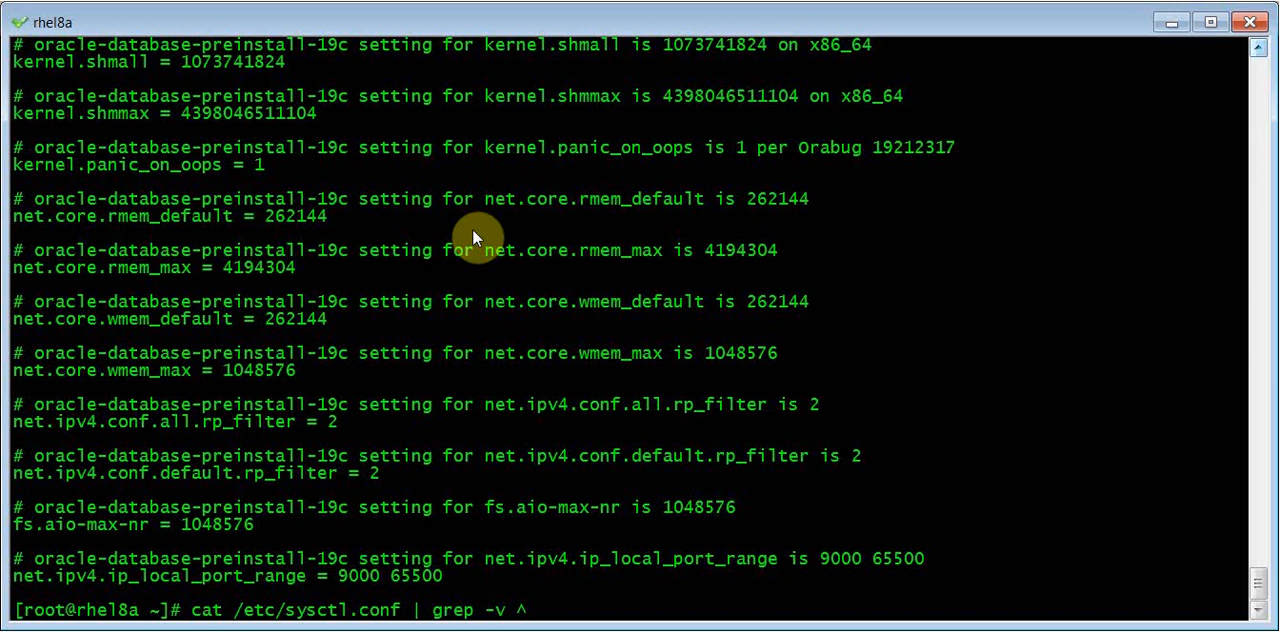 rhel8a
# oracle-database-preinstall-19c setting for kernel.shmall is 1073741824 on x86_64
kernel.shmall = 1073741824
# oracle-database-preinstall-19c setting for kernel.shmmax is 4398046511104 on x86_64
kernel.shmmax = 4398046511104
# oracle-database-preinstall-19c setting for kernel.panic_on_oops is 1 per Orabug 19212317
kernel.panic_on_oops = 1
# oracle-database-preinstall-19c setting for net.core.rmem_default is 262144
net.core.rmem_default = 262144
# oracle-database-preinstall-19c setting for net.core.rmem_max is 4194304
net.core.rmem_max = 4194304
# oracle-database-preinstall-19c setting for net.core.wmem_default is 262144
net.core.wmem_default = 262144
# oracle-database-preinstall-19c setting for net.core.wmem_max is 1048576
net.core.wmem_max = 1048576
# oracle-database-preinstall-19c setting for net.ipv4.conf.all.rp_filter is 2
net.ipv4.conf.all.rp_filter = 2
# oracle-database-preinstall-19c setting for net.ipv4.conf.default.rp_filter is 2
net.ipv4.conf.default.rp_filter = 2
# oracle-database-preinstall-19c setting for fs.aio-max-nr is 1048576
fs.aio-max-nr = 1048576
# oracle-database-preinstall-19c setting for net.ipv4.ip_local_port_range is 9000 65500
net.ipv4.ip_local_port_range = 9000 65500
[root@rhel8a ~]# cat /etc/sysctl.conf | grep -v ^